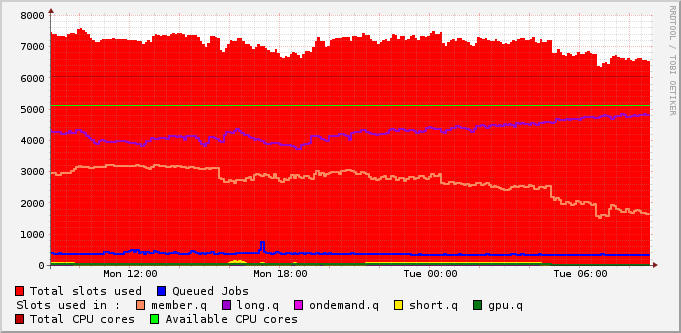 RRDTOOL / TOBI OETIKER
8000
7000
6000
5000
4000
3000
2000
1000
0
Mon 12:00 Mon 18:00 Tue 00:00 Tue 06:00
Total slots used Queued Jobs
Slots used in : member.q long.q ondemand.q short.q gpu.q
Total CPU cores Available CPU cores